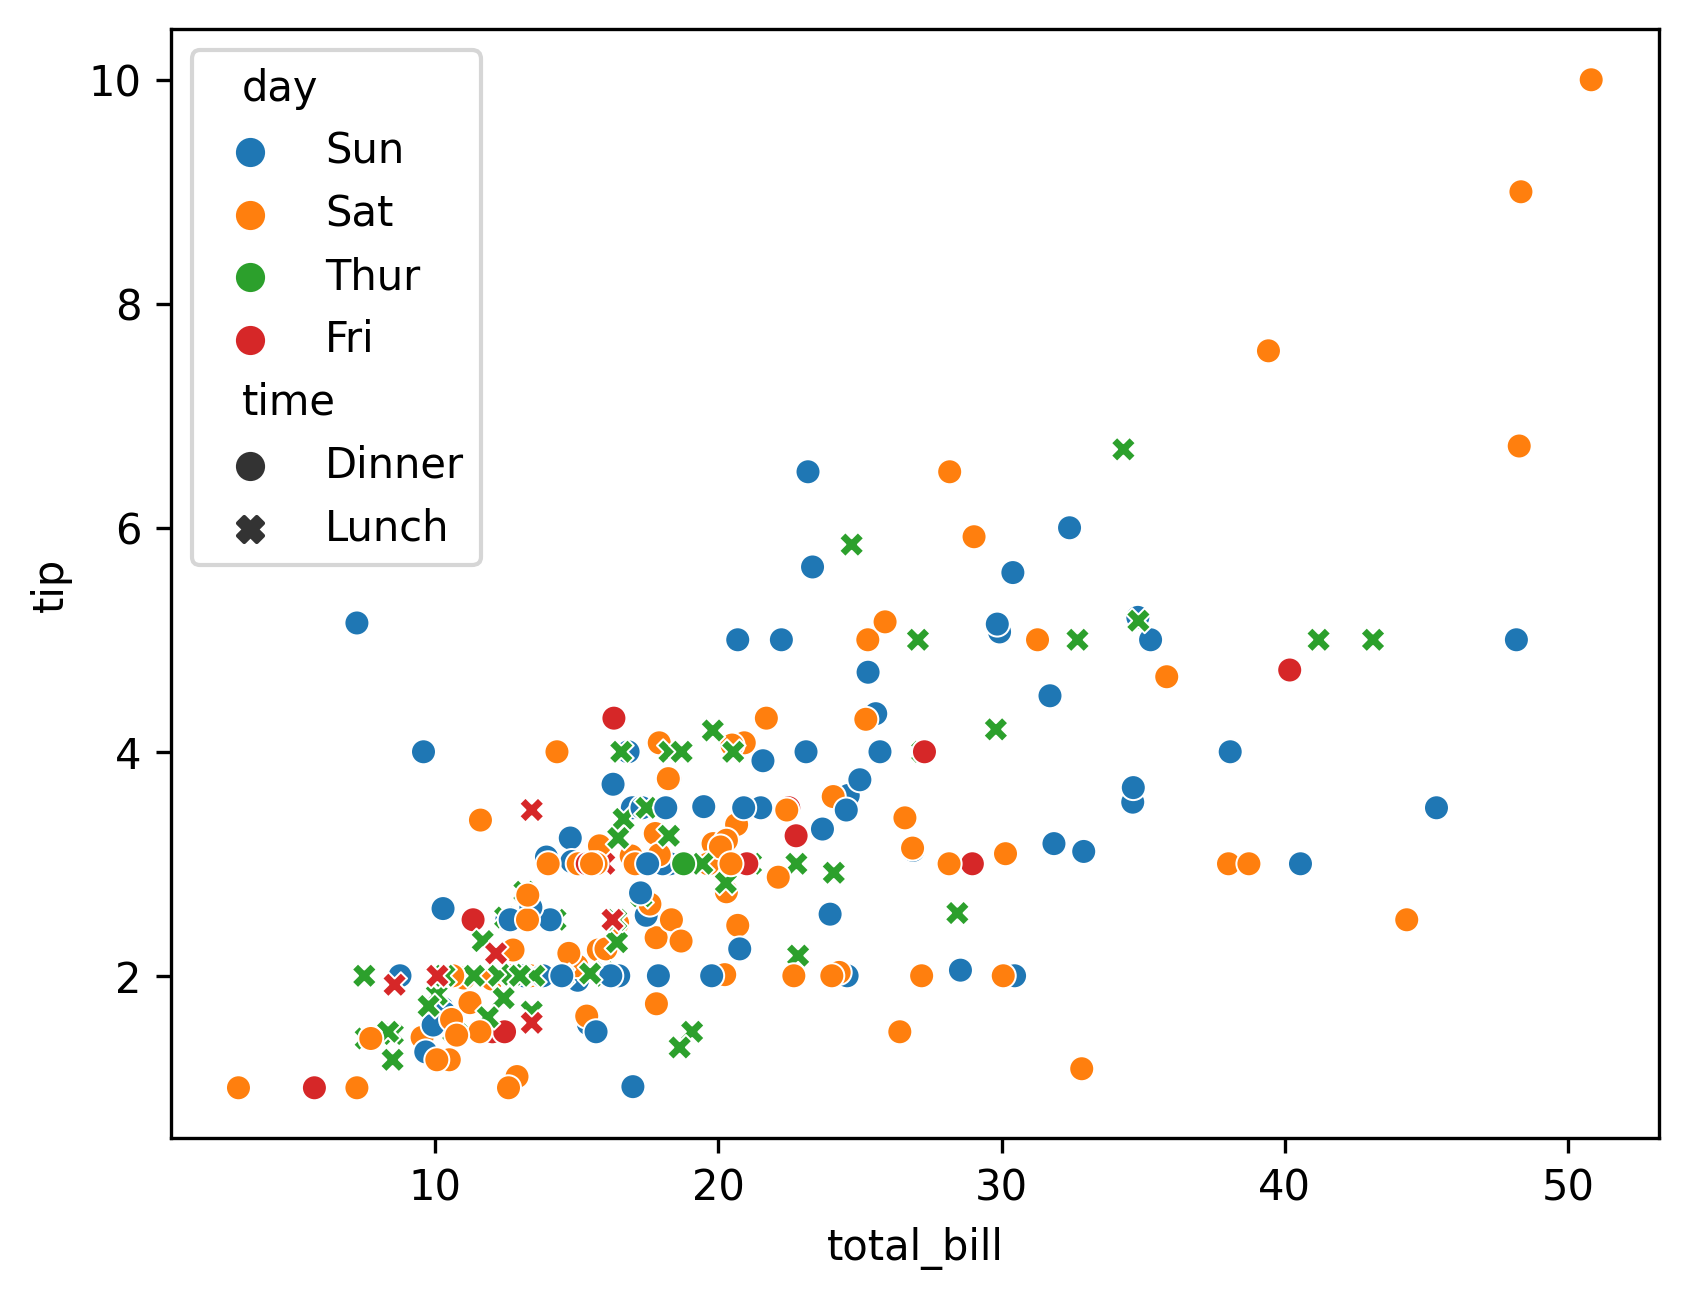 day
Sun
Sat
Thur
Fri
time
Dinner
Lunch
10
8
6
4
2
tip
10 20 30 40 50
total_bill